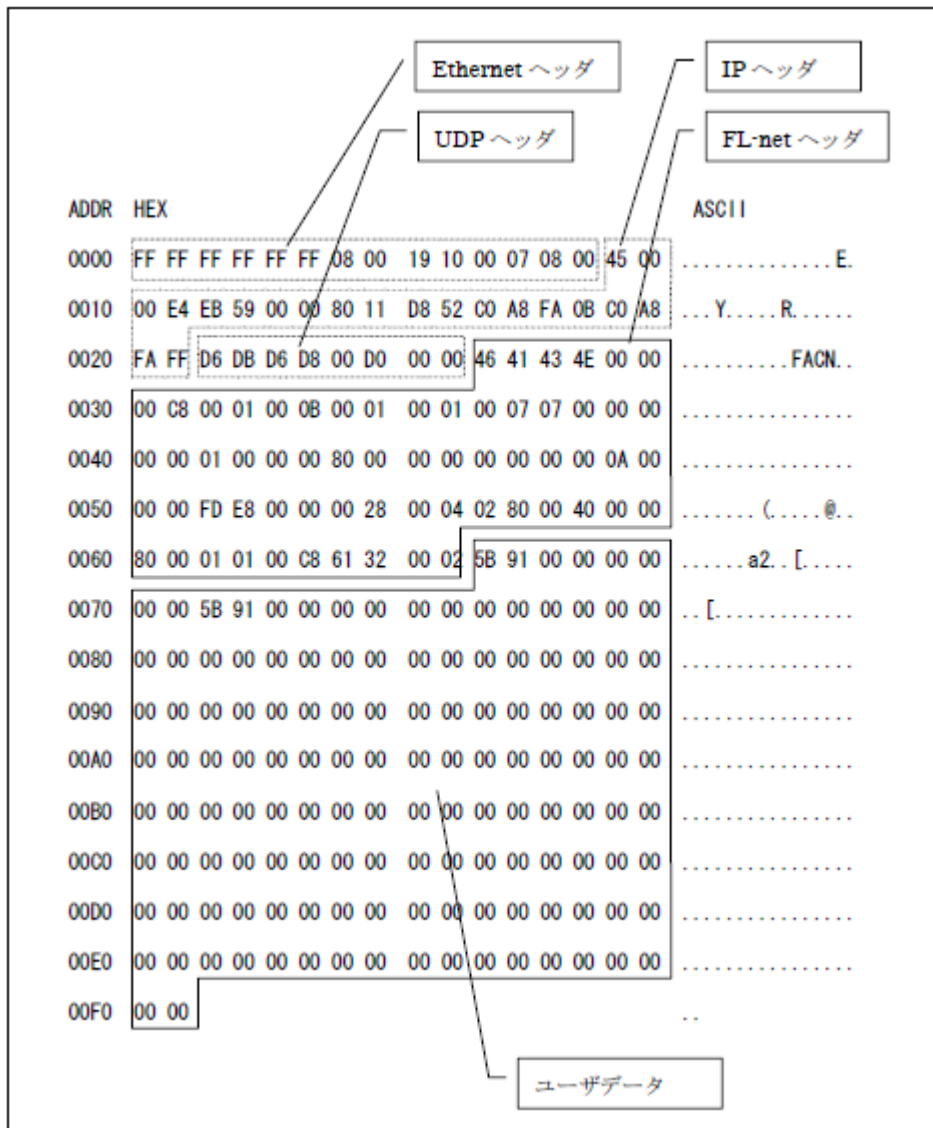 Ethernet ヘッダ
IP ヘッダ
UDP ヘッダ
FL-net ヘッダ
ADDR HEX ASCII
0000 FF FF FF FF FF FF 08 00 19 10 00 07 08 00 45 00 ..............E.
0010 00 E4 EB 59 00 00 80 11 D8 52 C0 A8 FA 0B C0 A8 ...Y.....R......
0020 FA FF D6 DB D6 D8 00 D0 00 00 46 41 43 4E 00 00 ..........FACN..
0030 00 C8 00 01 00 0B 00 01 00 01 00 07 07 00 00 00 ................
0040 00 00 01 00 00 00 80 00 00 00 00 00 00 00 0A 00 ................
0050 00 00 FD E8 00 00 00 28 00 04 02 80 00 40 00 00 .......(.....@..
0060 80 00 01 01 00 C8 61 32 00 02 5B 91 00 00 00 00 ......a2..[.....
0070 00 00 5B 91 00 00 00 00 00 00 00 00 00 00 00 00 ..[.............
0080 00 00 00 00 00 00 00 00 00 00 00 00 00 00 00 00 ................
0090 00 00 00 00 00 00 00 00 00 00 00 00 00 00 00 00 ................
00A0 00 00 00 00 00 00 00 00 00 00 00 00 00 00 00 00 ................
00B0 00 00 00 00 00 00 00 00 00 00 00 00 00 00 00 00 ................
00C0 00 00 00 00 00 00 00 00 00 00 00 00 00 00 00 00 ................
00D0 00 00 00 00 00 00 00 00 00 00 00 00 00 00 00 00 ................
00E0 00 00 00 00 00 00 00 00 00 00 00 00 00 00 00 00 ................
00F0 00 00 ..
ユーザデータ